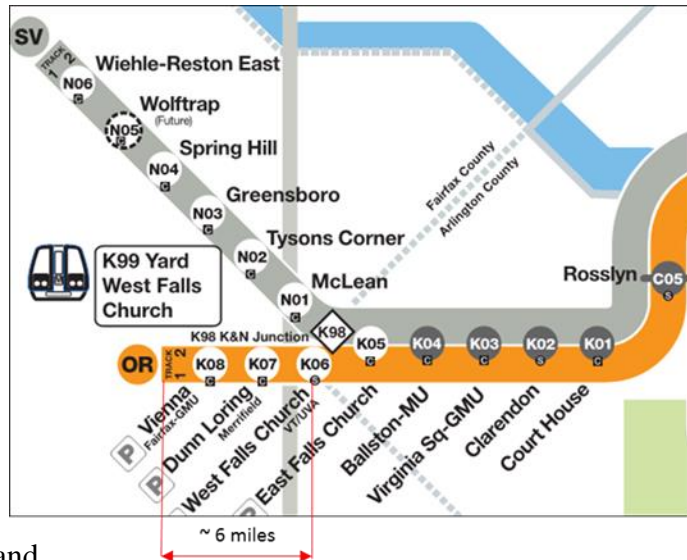 SV
TRACK
1 2
N06
C
Wiehle-Reston East
N05
C
Wolftrap
(Future)
N04
C
Spring Hill
N03
C
Greensboro
N02
C
Tysons Corner
N01
C
McLean
Fairfax County
Arlington County
K99 Yard
West Falls
Church
Rosslyn
C05
S
K98 K&N Junction
K98
OR
TRACK
1 2
K08
C
K07
C
K06
S
K05
C
K04
C
K03
C
K02
S
K01
C
P
Vienna
Fairfax-GMU
P
Dunn Loring
Merrifield
P
West Falls Church
VT/UVA
P
East Falls Church
Ballston-MU
Virginia Sq-GMU
Clarendon
Court House
~ 6 miles
and